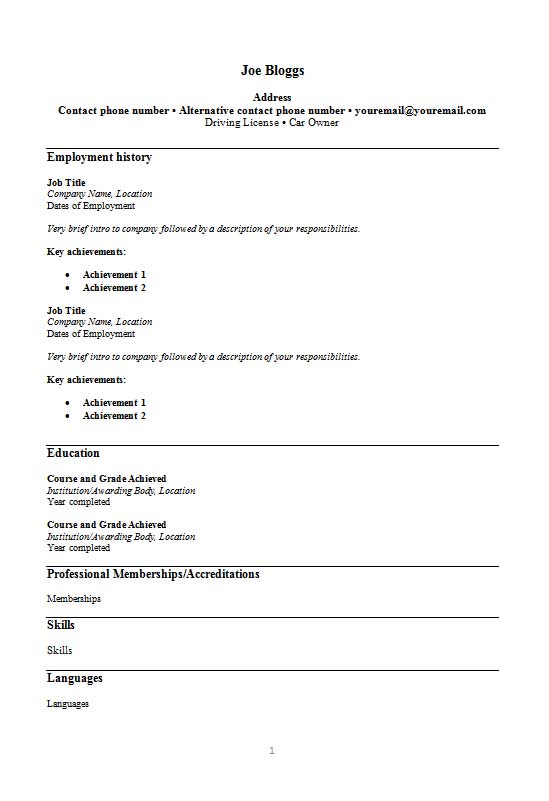 Joe Bloggs
Address
Contact phone number • Alternative contact phone number • youremail@youremail.com
Driving License • Car Owner
Employment history
Job Title
Company Name, Location
Dates of Employment
Very brief intro to company followed by a description of your responsibilities.
Key achievements:
• Achievement 1
• Achievement 2
Job Title
Company Name, Location
Dates of Employment
Very brief intro to company followed by a description of your responsibilities.
Key achievements:
• Achievement 1
• Achievement 2
Education
Course and Grade Achieved
Institution/Awarding Body, Location
Year completed
Course and Grade Achieved
Institution/Awarding Body, Location
Year completed
Professional Memberships/Accreditations
Memberships
Skills
Skills
Languages
Languages
1